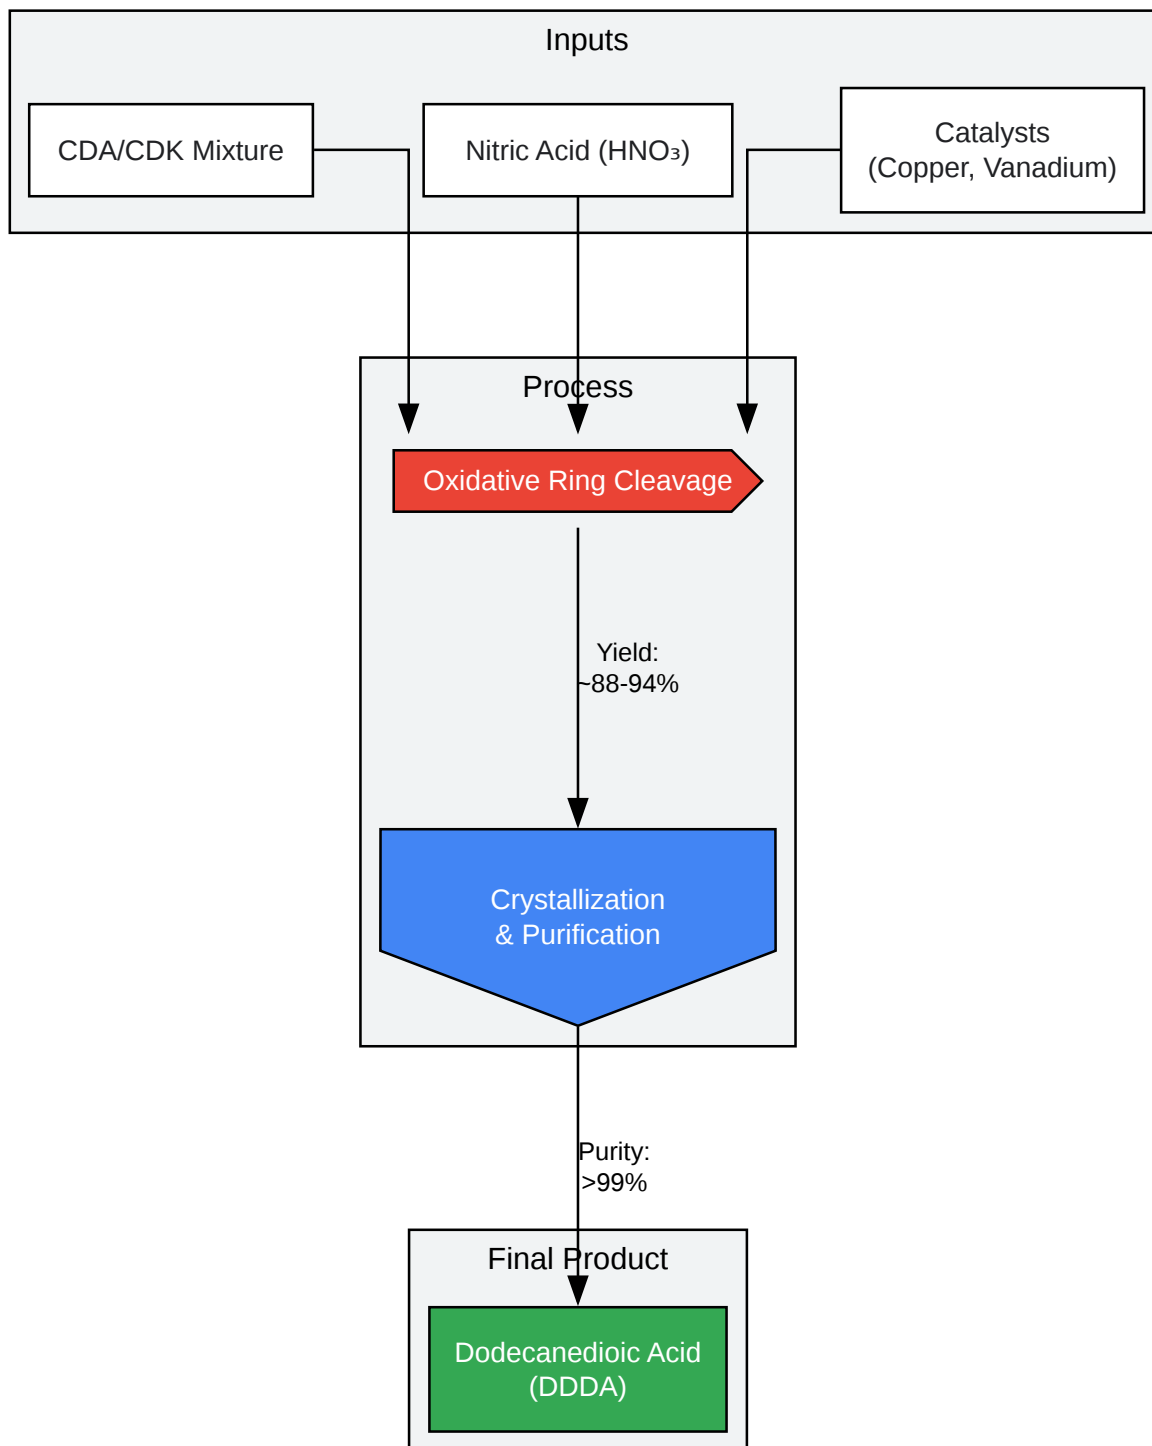 Inputs
CDA/CDK Mixture
Nitric Acid (HNO₃)
Catalysts
(Copper, Vanadium)
Process
Oxidative Ring Cleavage
Yield:
~88-94%
Crystallization
& Purification
Purity:
>99%
Final Product
Dodecanedioic Acid
(DDDA)